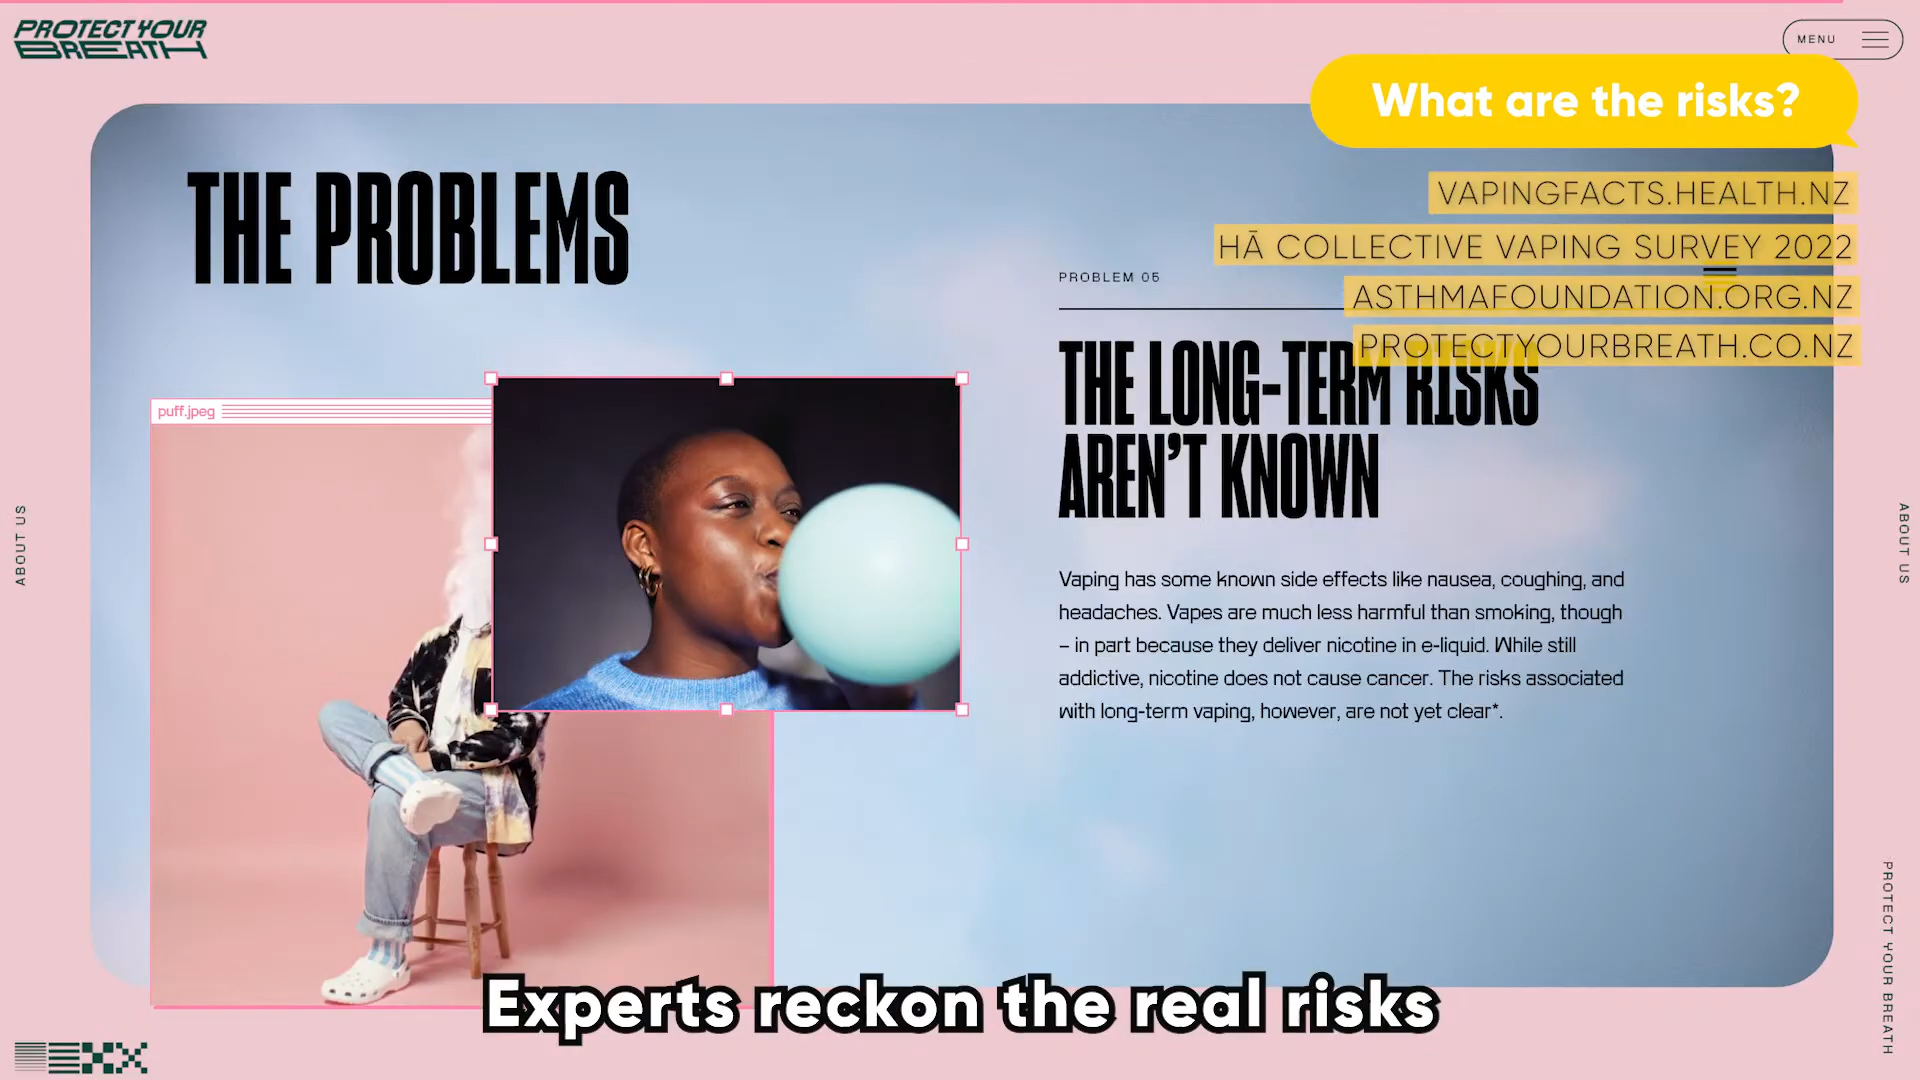 PROTECT YOUR
BREATH
MENU
What are the risks?
VAPINGFACTS.HEALTH.NZ
HĀ COLLECTIVE VAPING SURVEY 2022
ASTHMAFOUNDATION.ORG.NZ
PROTECTYOURBREATH.CO.NZ
THE PROBLEMS
PROBLEM 05
THE LONG-TERM RISKS
AREN'T KNOWN
puff.jpeg
Vaping has some known side effects like nausea, coughing, and
headaches. Vapes are much less harmful than smoking, though
– in part because they deliver nicotine in e-liquid. While still
addictive, nicotine does not cause cancer. The risks associated
with long-term vaping, however, are not yet clear*.
ABOUT US
ABOUT US
PROTECT YOUR BREATH
Experts reckon the real risks